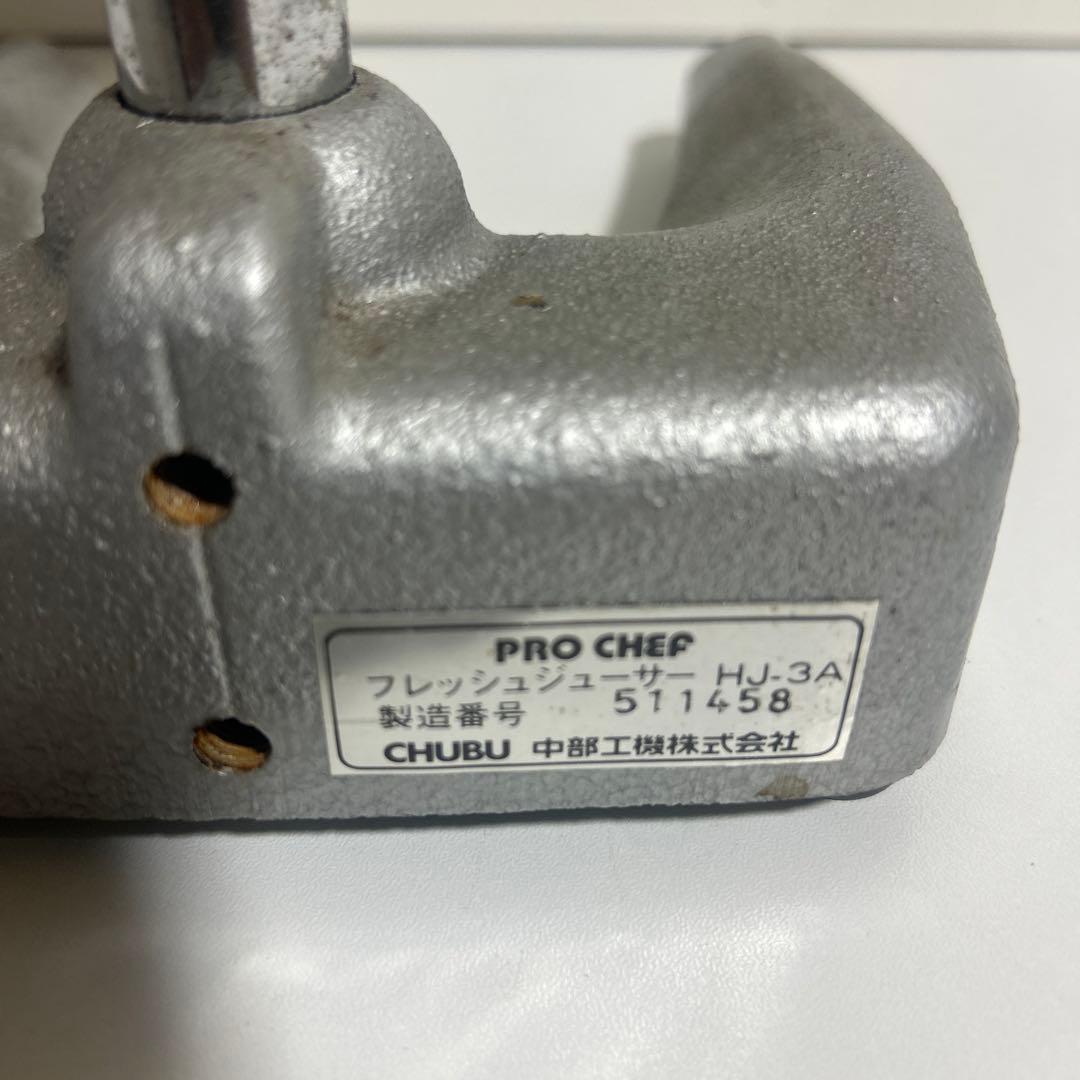 PRO CHEF
フレッシュジューサー HJ-3A
製造番号 511458
CHUBU 中部工機株式会社